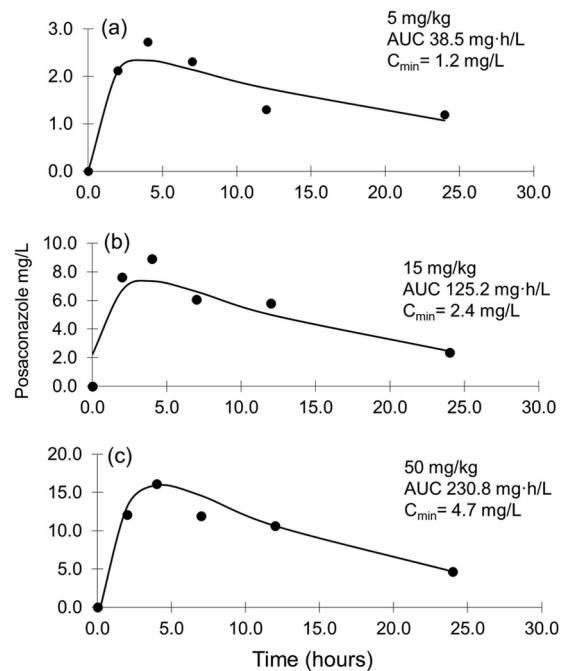 (a)
5 mg/kg
AUC 38.5 mg·h/L
Cmin= 1.2 mg/L
3.0
2.0
1.0
0.0
0.0 5.0 10.0 15.0 20.0 25.0 30.0
Posaconazole mg/L
(b)
15 mg/kg
AUC 125.2 mg·h/L
Cmin= 2.4 mg/L
10.0
8.0
6.0
4.0
2.0
0.0
0.0 5.0 10.0 15.0 20.0 25.0 30.0
(c)
50 mg/kg
AUC 230.8 mg·h/L
Cmin= 4.7 mg/L
20.0
15.0
10.0
5.0
0.0
0.0 5.0 10.0 15.0 20.0 25.0 30.0
Time (hours)